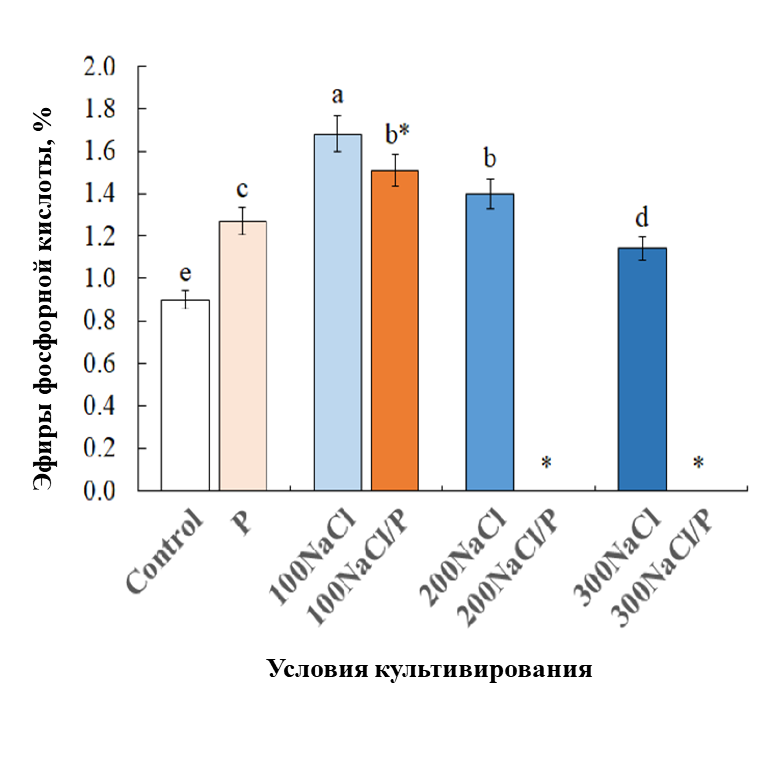 Эфиры фосфорной кислоты, %
2.0
1.8
1.6
1.4
1.2
1.0
0.8
0.6
0.4
0.2
0.0
e
c
a
b*
b
*
d
*
Control
P
100NaCl
100NaCl/P
200NaCl
200NaCl/P
300NaCl
300NaCl/P
Условия культивирования